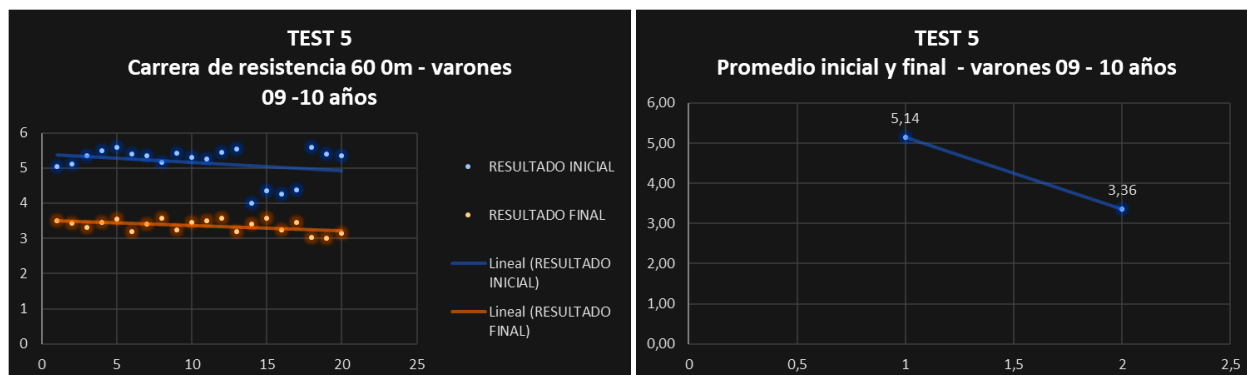 TEST 5
Carrera de resistencia 60 0m - varones
09 -10 años
6
5
4
3
2
1
0
0
5
10
15
20
25
RESULTADO INICIAL
RESULTADO FINAL
Lineal (RESULTADO
INICIAL)
Lineal (RESULTADO
FINAL)
TEST 5
Promedio inicial y final - varones 09 - 10 años
6,00
5,00
4,00
3,00
2,00
1,00
0,00
5,14
3,36
0
0,5
1
1,5
2
2,5